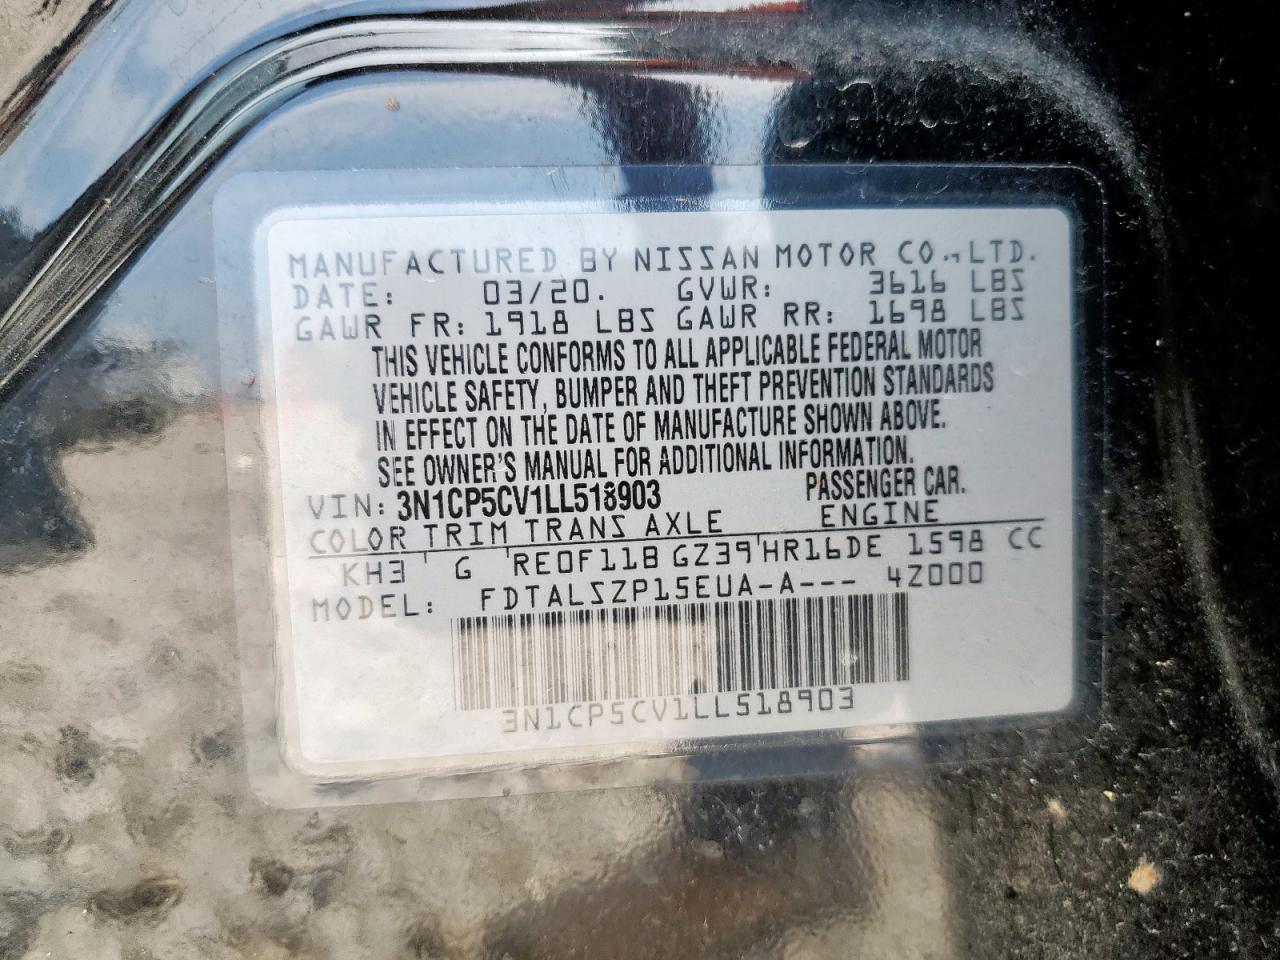 MANUFACTURED BY NISSAN MOTOR CO.,LTD.
DATE: 03/20. GVWR: 3616 LBS
GAWR FR: 1918 LBS GAWR RR: 1698 LBS
THIS VEHICLE CONFORMS TO ALL APPLICABLE FEDERAL MOTOR
VEHICLE SAFETY, BUMPER AND THEFT PREVENTION STANDARDS
IN EFFECT ON THE DATE OF MANUFACTURE SHOWN ABOVE.
SEE OWNER'S MANUAL FOR ADDITIONAL INFORMATION.
VIN: 3N1CP5CV1LL518903 PASSENGER CAR.
COLOR TRIM TRANS AXLE ENGINE
KH3 G RE0F11B GZ39 HR16DE 1598 CC
MODEL: FDTALSZP15EUA-A--- 4Z000
3N1CP5CV1LL518903